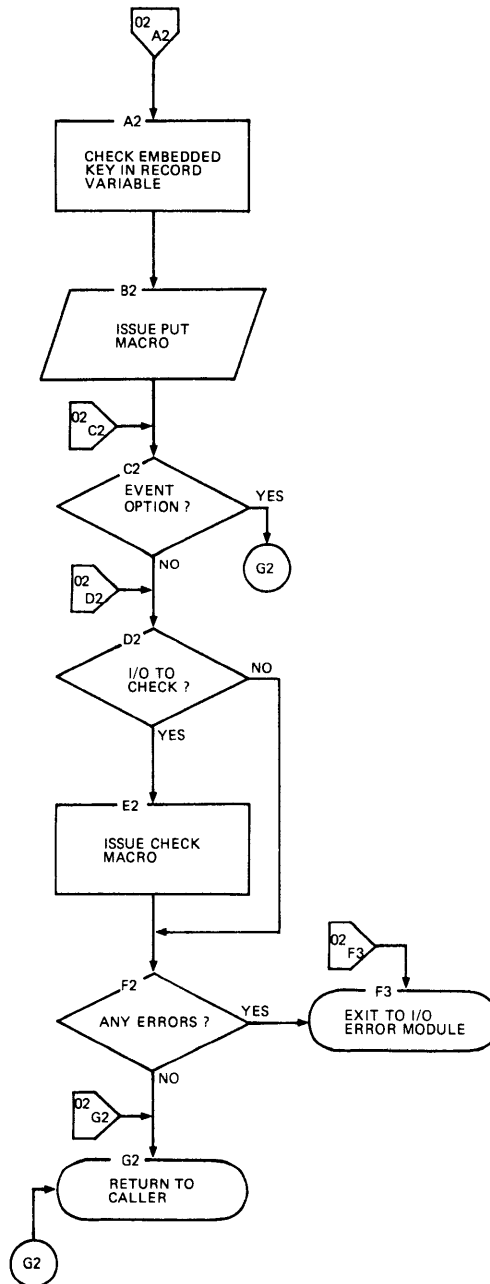 02
A2
A2
CHECK EMBEDDED
KEY IN RECORD
VARIABLE
B2
ISSUE PUT
MACRO
02
C2
C2
EVENT
OPTION ?
YES
G2
NO
02
D2
D2
I/O TO
CHECK ?
NO
YES
E2
ISSUE CHECK
MACRO
02
F3
F2
ANY ERRORS ?
YES
F3
EXIT TO I/O
ERROR MODULE
NO
02
G2
G2
RETURN TO
CALLER
G2